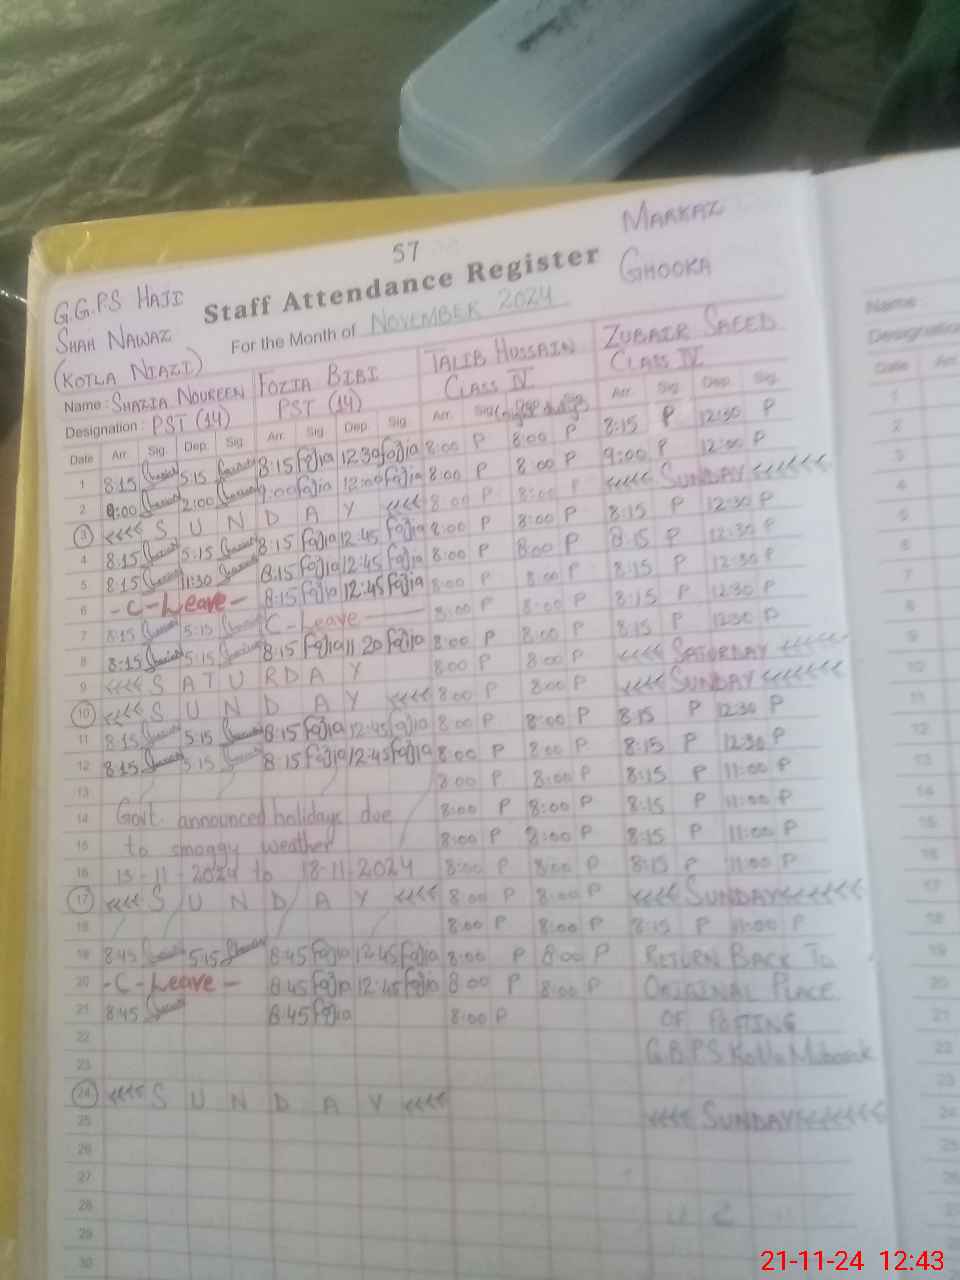 57
MARKAZ
GHOOKA
G.G.P.S HAJI
SHAH NAWAZ
(KOTLA NIAZI)
Staff Attendance Register
For the Month of NOVEMBER 2024
Name: SHAZIA NOUREEN FOZIA BIBI TALIB HUSSAIN ZUBAIR SAEED
Designation: PST (14) PST (14) CLASS IV CLASS IV
Date Arr. Sig. Dep. Sig. Arr. Sig. Dep. Sig. Arr. Sig. Arr. Sig. Dep. Sig.
1 8:15 5:15 8:15 Fojia 12:30 Fojia 8:00 P 8:00 P 8:15 P 12:30 P
2 9:00 2:00 9:00 Fojia 12:00 Fojia 8:00 P 8:00 P 9:00 P 12:00 P
3 SUNDAY 8:00 P 8:00 P SUNDAY
4 8:15 5:15 8:15 Fojia 12:45 Fojia 8:00 P 8:00 P 8:15 P 12:30 P
5 8:15 11:30 8:15 Fojia 12:45 Fojia 8:00 P 8:00 P 8:15 P 12:30 P
6 -C-Leave- 8:15 Fojia 12:45 Fojia 8:00 P 8:00 P 8:15 P 12:30 P
7 8:15 5:15 C-Leave 8:00 P 8:00 P 8:15 P 12:30 P
8 8:15 5:15 8:15 Fojia 11:20 Fojia 8:00 P 8:00 P 8:15 P 12:30 P
9 SATURDAY 8:00 P 8:00 P SATURDAY
10 SUNDAY 8:00 P 8:00 P SUNDAY
11 8:15 5:15 8:15 Fojia 12:45 Fojia 8:00 P 8:00 P 8:15 P 12:30 P
12 8:15 5:15 8:15 Fojia 12:45 Fojia 8:00 P 8:00 P 8:15 P 12:30 P
13 8:00 P 8:00 P 8:15 P 11:00 P
14 Govt. announced holidays due 8:00 P 8:00 P 8:15 P 11:00 P
15 to smoggy weather 8:00 P 8:00 P 8:15 P 11:00 P
16 13-11-2024 to 18-11-2024 8:00 P 8:00 P 8:15 P 11:00 P
17 SUNDAY 8:00 P 8:00 P SUNDAY
18 8:00 P 8:00 P 8:15 P 11:00 P
19 8:45 5:15 8:45 Fojia 12:45 Fojia 8:00 P 8:00 P RETURN BACK TO
20 -C-Leave- 8:45 Fojia 12:45 Fojia 8:00 P 8:00 P ORIGINAL PLACE
21 8:45 8:45 Fojia 8:00 P OF POSTING
22 G.B.P.S Kotla Mubarak
23
24 SUNDAY SUNDAY
25
26
27
28
29
30
Name
Designation
Date Arr.
21-11-24 12:43